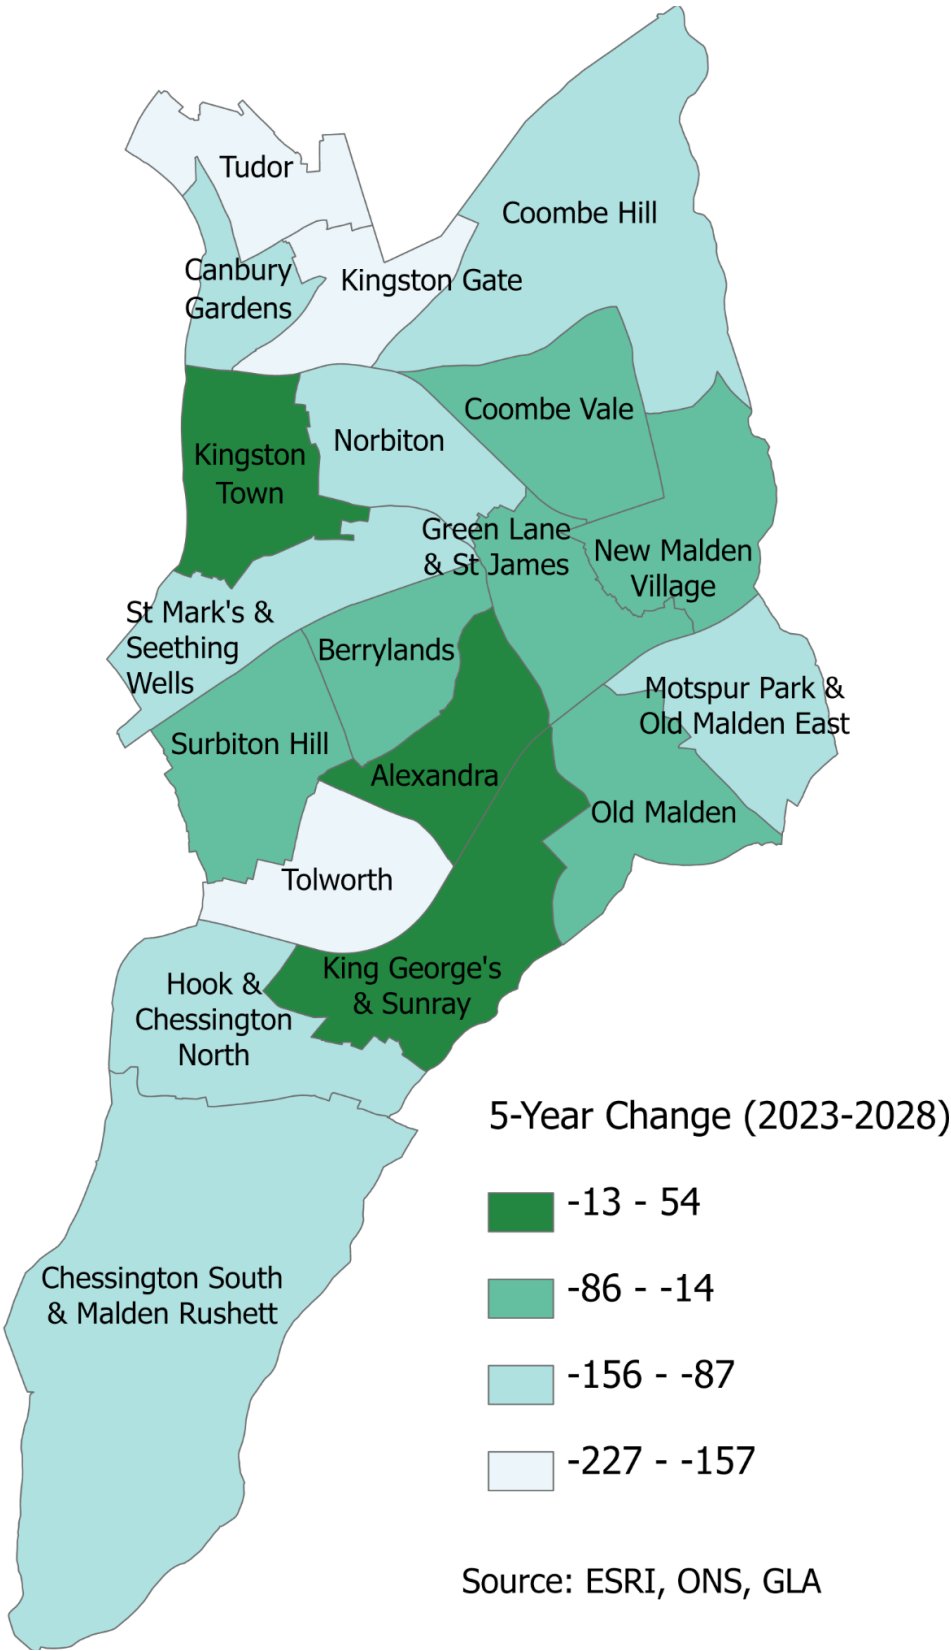 Tudor
Coombe Hill
Canbury
Gardens
Kingston Gate
Coombe Vale
Norbiton
Kingston
Town
Green Lane
& St James
New Malden
Village
St Mark's &
Seething
Wells
Berrylands
Motspur Park &
Old Malden East
Surbiton Hill
Alexandra
Old Malden
Tolworth
King George's
& Sunray
Hook &
Chessington
North
5-Year Change (2023-2028)
-13 - 54
-86 - -14
-156 - -87
-227 - -157
Chessington South
& Malden Rushett
Source: ESRI, ONS, GLA